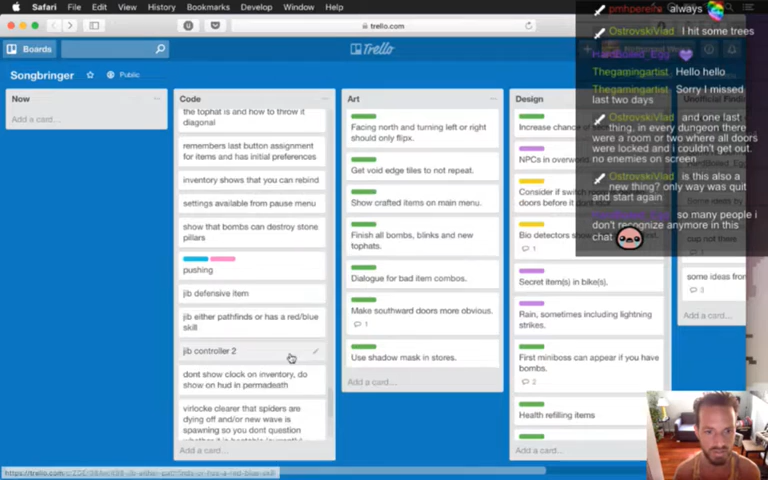 Safari File Edit View History Bookmarks Develop Window Help
trello.com
Boards
Trello
Songbringer
Public
Now
Add a card...
Code
the tophat is and how to throw it
diagonal
remembers last button assignment
for items and has initial preferences
inventory shows that you can rebind
settings available from pause menu
show that bombs can destroy stone
pillars
pushing
jib defensive item
jib either pathfinds or has a red/blue
skill
jib controller 2
dont show clock on inventory, do
show on hud in permadeath
virlocke clearer that spiders are
dying off and/or new wave is
spawning so you dont question
Add a card...
Art
Facing north and turning left or right
should only flipx.
Get void edge tiles to not repeat.
Show crafted items on main menu.
Finish all bombs, blinks and new
tophats.
Dialogue for bad item combos.
Make southward doors more obvious.
1
Use shadow mask in stores.
Add a card...
Design
Increase chance
NPCs in overwo
Consider if switch
doors before it
Bio detectors
1
Secret item(s) in bike(s).
Rain, sometimes including lightning
strikes.
First miniboss can appear if you have
bombs.
2
Health refilling items
Add a card...
some ideas from
3
Add a card...
pmhpereira always
OstrovskiVlad I hit some trees
Thegamingartist Hello hello
Thegamingartist Sorry I missed
last two days
OstrovskiVlad and one last
thing, in every dungeon there
were a room or two where all doors
were locked and i couldn't get out.
no enemies on screen
OstrovskiVlad is this also a
new thing? only way was quit
and start again
so many people i
don't recognize anymore in this
chat